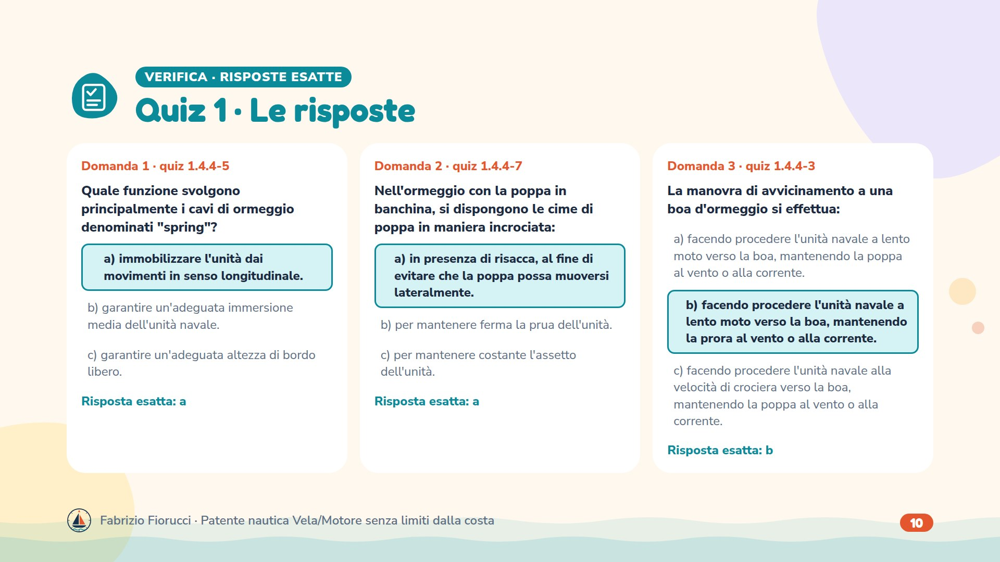 VERIFICA · RISPOSTE ESATTE
Quiz 1 · Le risposte
Domanda 1 · quiz 1.4.4-5
Quale funzione svolgono
principalmente i cavi di ormeggio
denominati "spring"?
a) immobilizzare l'unità dai
movimenti in senso longitudinale.
b) garantire un'adeguata immersione
media dell'unità navale.
c) garantire un'adeguata altezza di bordo
libero.
Risposta esatta: a
Domanda 2 · quiz 1.4.4-7
Nell'ormeggio con la poppa in
banchina, si dispongono le cime di
poppa in maniera incrociata:
a) in presenza di risacca, al fine di
evitare che la poppa possa muoversi
lateralmente.
b) per mantenere ferma la prua dell'unità.
c) per mantenere costante l'assetto
dell'unità.
Risposta esatta: a
Domanda 3 · quiz 1.4.4-3
La manovra di avvicinamento a una
boa d'ormeggio si effettua:
a) facendo procedere l'unità navale a lento
moto verso la boa, mantenendo la poppa
al vento o alla corrente.
b) facendo procedere l'unità navale a
lento moto verso la boa, mantenendo
la prora al vento o alla corrente.
c) facendo procedere l'unità navale alla
velocità di crociera verso la boa,
mantenendo la poppa al vento o alla
corrente.
Risposta esatta: b
Fabrizio Fiorucci · Patente nautica Vela/Motore senza limiti dalla costa
10